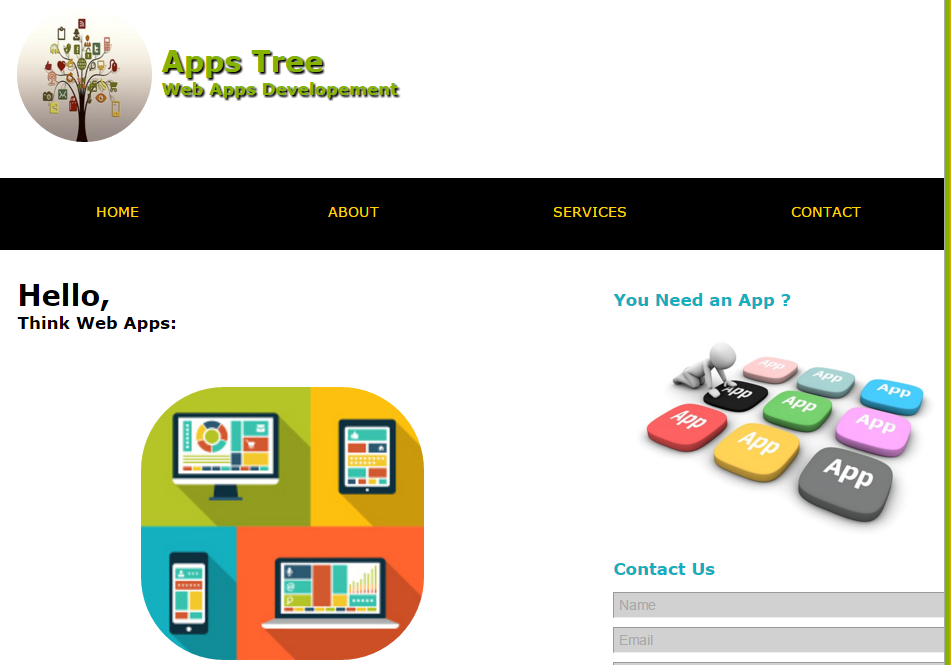 Apps Tree
Web Apps Developement
HOME
ABOUT
SERVICES
CONTACT
Hello,
Think Web Apps:
You Need an App ?
App
App
App
App
App
App
App
App
App
Contact Us
Name
Email